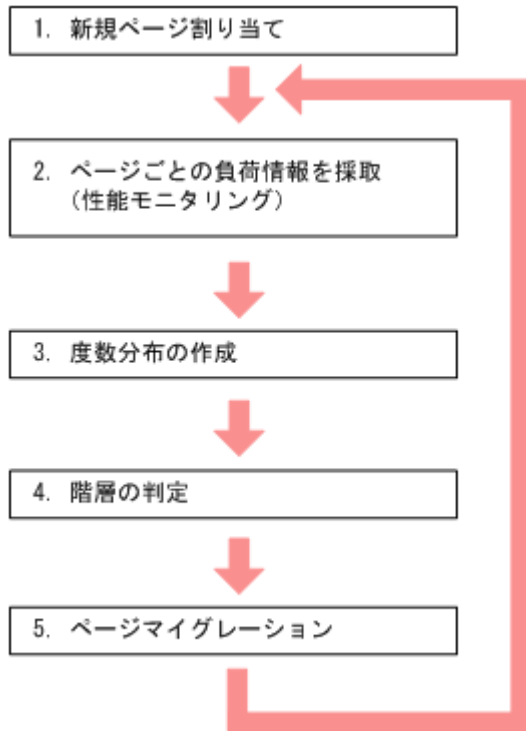 1. 新規ページ割り当て
2. ページごとの負荷情報を採取
(性能モニタリング)
3. 度数分布の作成
4. 階層の判定
5. ページマイグレーション